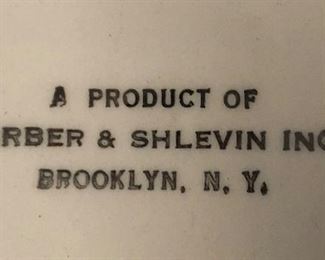 A PRODUCT OF
RBER & SHLEVIN INC
BROOKLYN, N. Y.